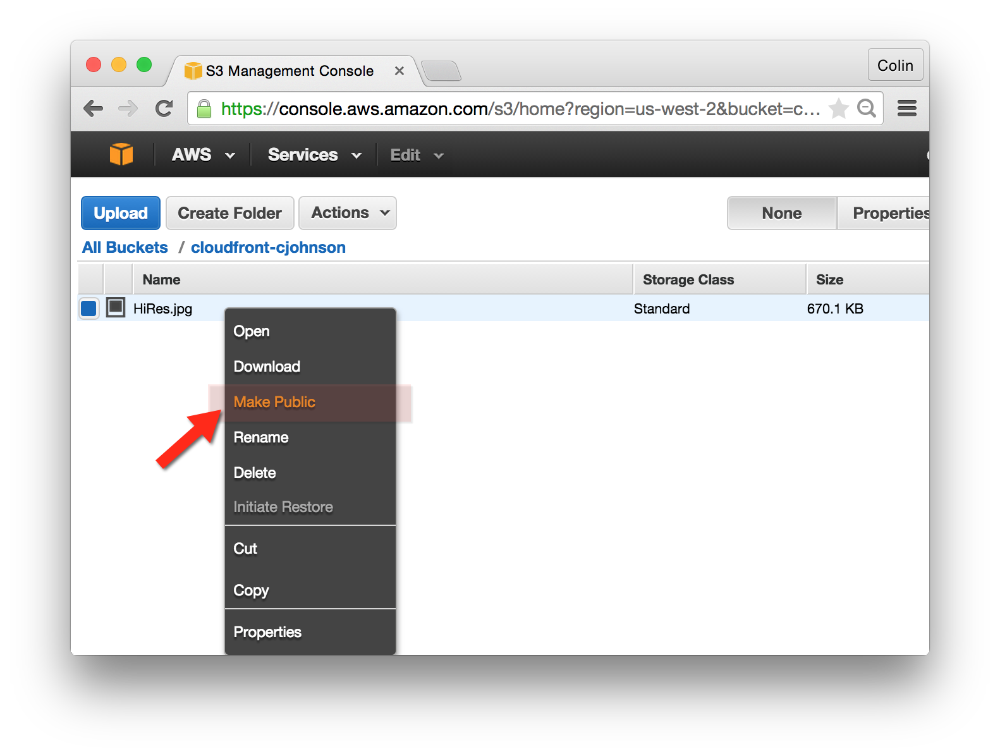 S3 Management Console
Colin
https://console.aws.amazon.com/s3/home?region=us-west-2&bucket=c...
AWS Services Edit
Upload Create Folder Actions None Properties
All Buckets / cloudfront-cjohnson
Name Storage Class Size
HiRes.jpg Standard 670.1 KB
Open
Download
Make Public
Rename
Delete
Initiate Restore
Cut
Copy
Properties